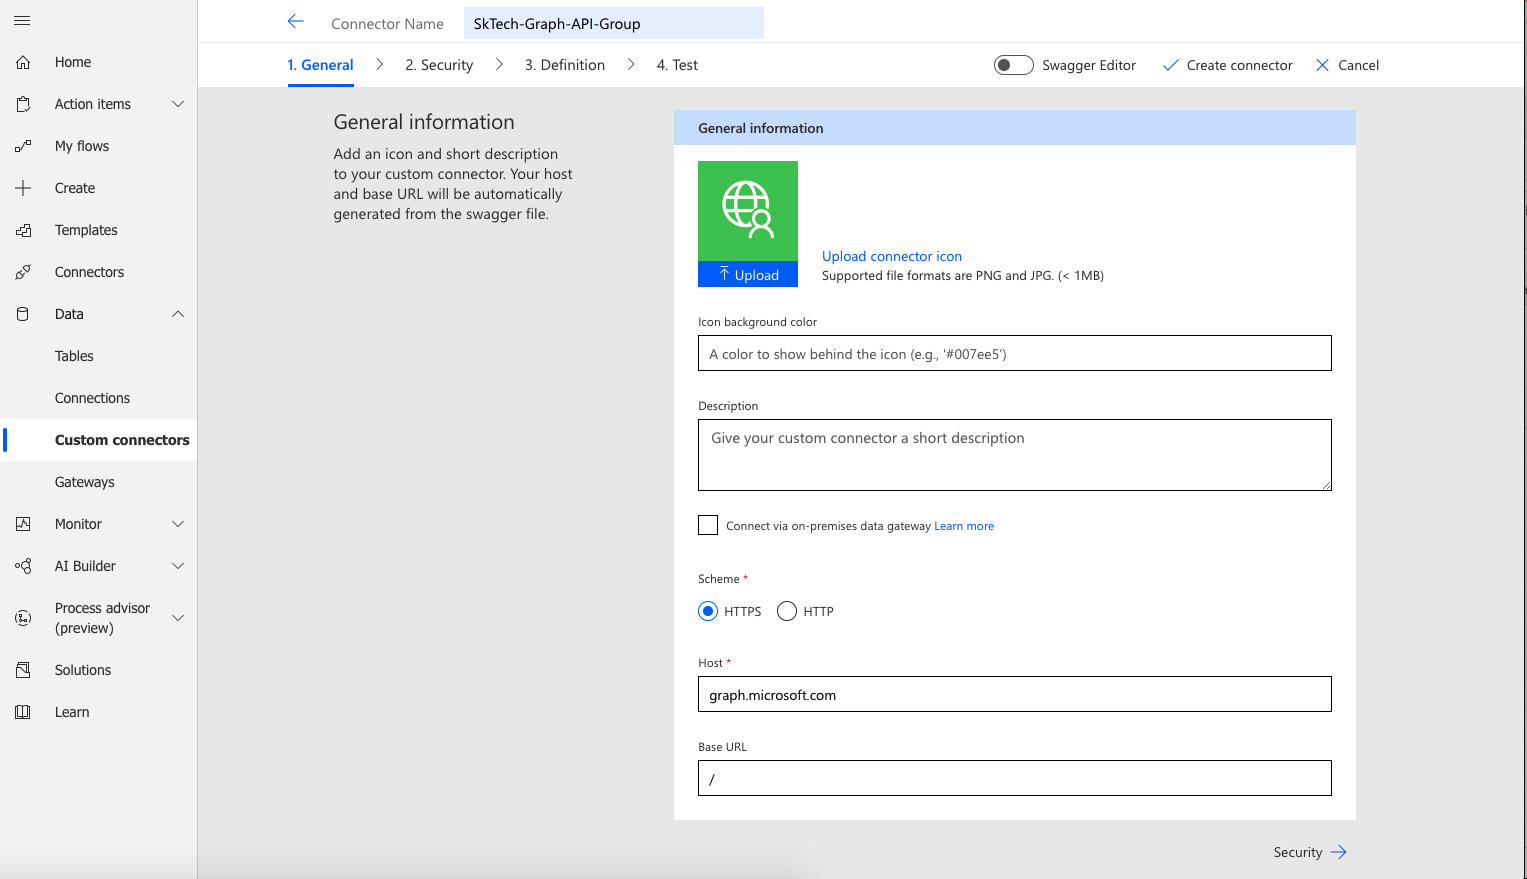 Connector Name
SkTech-Graph-API-Group
1. General
2. Security
3. Definition
4. Test
Swagger Editor
Create connector
Cancel
Home
Action items
My flows
Create
Templates
Connectors
Data
Tables
Connections
Custom connectors
Gateways
Monitor
AI Builder
Process advisor
(preview)
Solutions
Learn
General information
Add an icon and short description
to your custom connector. Your host
and base URL will be automatically
generated from the swagger file.
General information
Upload
Upload connector icon
Supported file formats are PNG and JPG. (< 1MB)
Icon background color
A color to show behind the icon (e.g., '#007ee5')
Description
Give your custom connector a short description
Connect via on-premises data gateway Learn more
Scheme *
HTTPS
HTTP
Host *
graph.microsoft.com
Base URL
/
Security